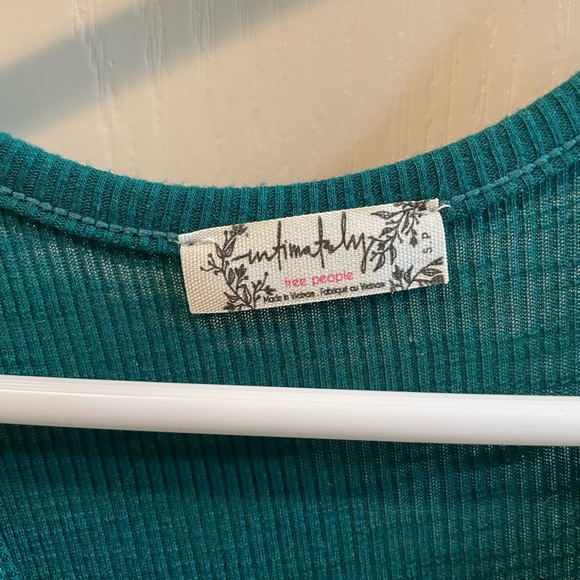 intimately
free people
Made in Vietnam . Fabriqué au Vietnam
S.P